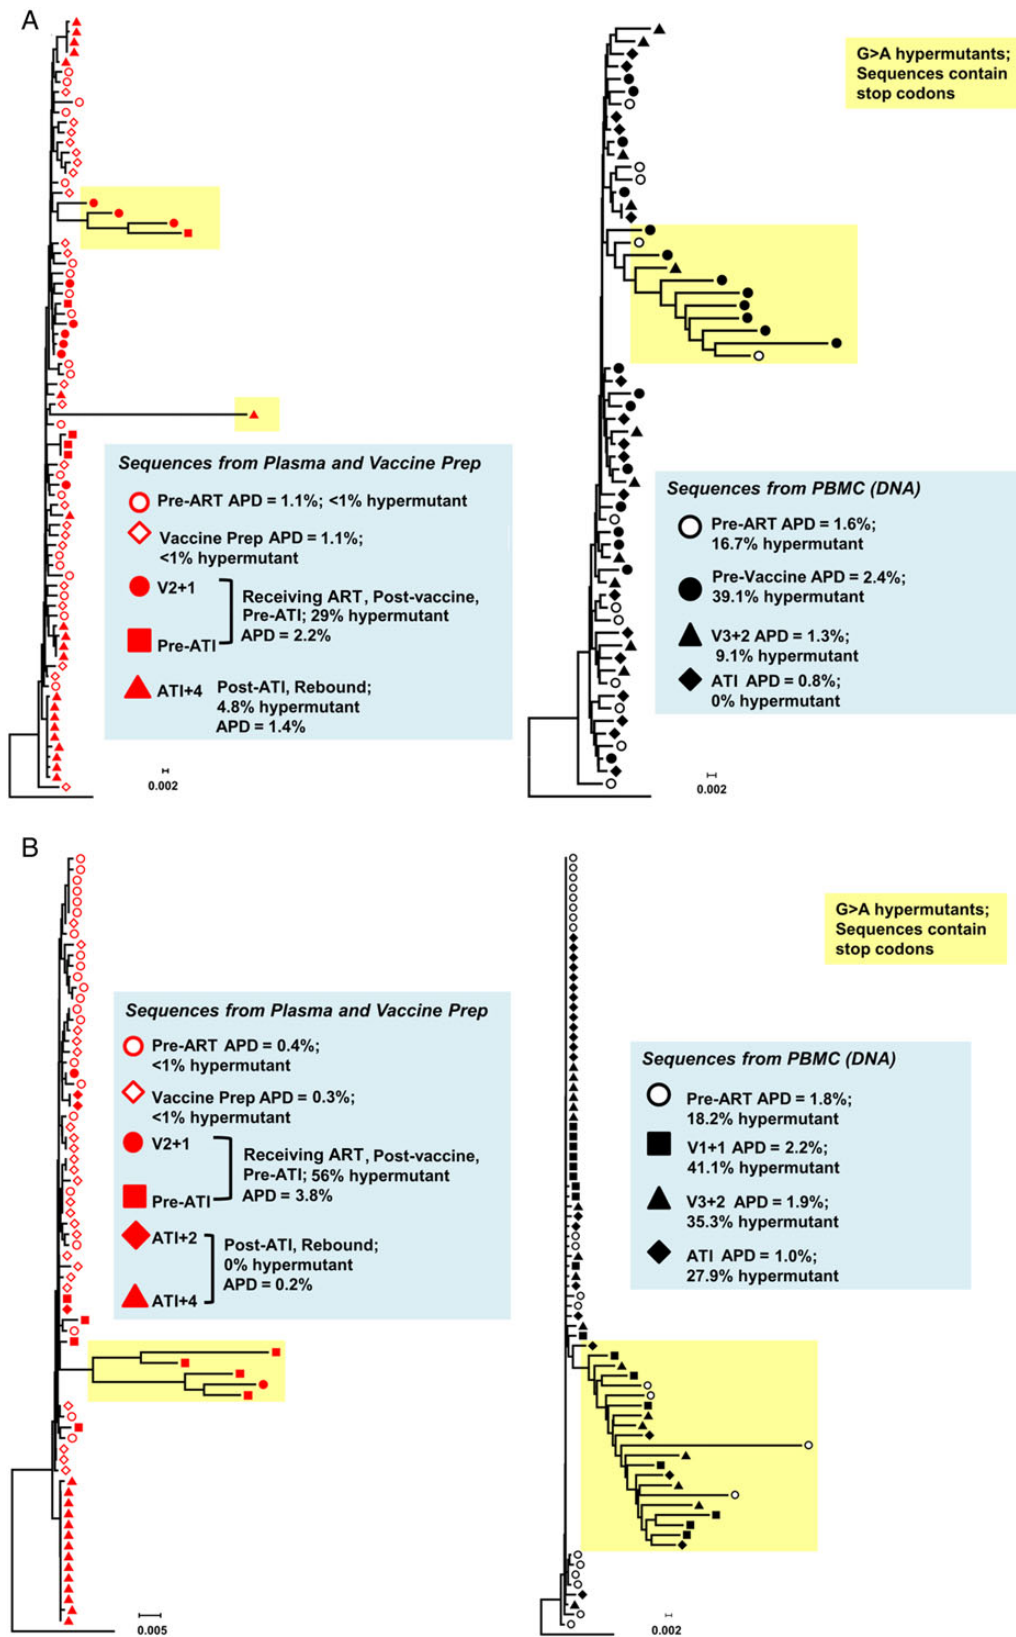 A
G>A hypermutants;
Sequences contain
stop codons
Sequences from Plasma and Vaccine Prep
Pre-ART APD = 1.1%; <1% hypermutant
Vaccine Prep APD = 1.1%;
<1% hypermutant
V2+1
Receiving ART, Post-vaccine,
Pre-ATI; 29% hypermutant
APD = 2.2%
Pre-ATI
ATI+4
Post-ATI, Rebound;
4.8% hypermutant
APD = 1.4%
0.002
Sequences from PBMC (DNA)
Pre-ART APD = 1.6%;
16.7% hypermutant
Pre-Vaccine APD = 2.4%;
39.1% hypermutant
V3+2 APD = 1.3%;
9.1% hypermutant
ATI APD = 0.8%;
0% hypermutant
0.002
B
G>A hypermutants;
Sequences contain
stop codons
Sequences from Plasma and Vaccine Prep
Pre-ART APD = 0.4%;
<1% hypermutant
Vaccine Prep APD = 0.3%;
<1% hypermutant
V2+1
Receiving ART, Post-vaccine,
Pre-ATI; 56% hypermutant
APD = 3.8%
Pre-ATI
ATI+2
Post-ATI, Rebound;
0% hypermutant
APD = 0.2%
ATI+4
0.005
Sequences from PBMC (DNA)
Pre-ART APD = 1.8%;
18.2% hypermutant
V1+1 APD = 2.2%;
41.1% hypermutant
V3+2 APD = 1.9%;
35.3% hypermutant
ATI APD = 1.0%;
27.9% hypermutant
0.002